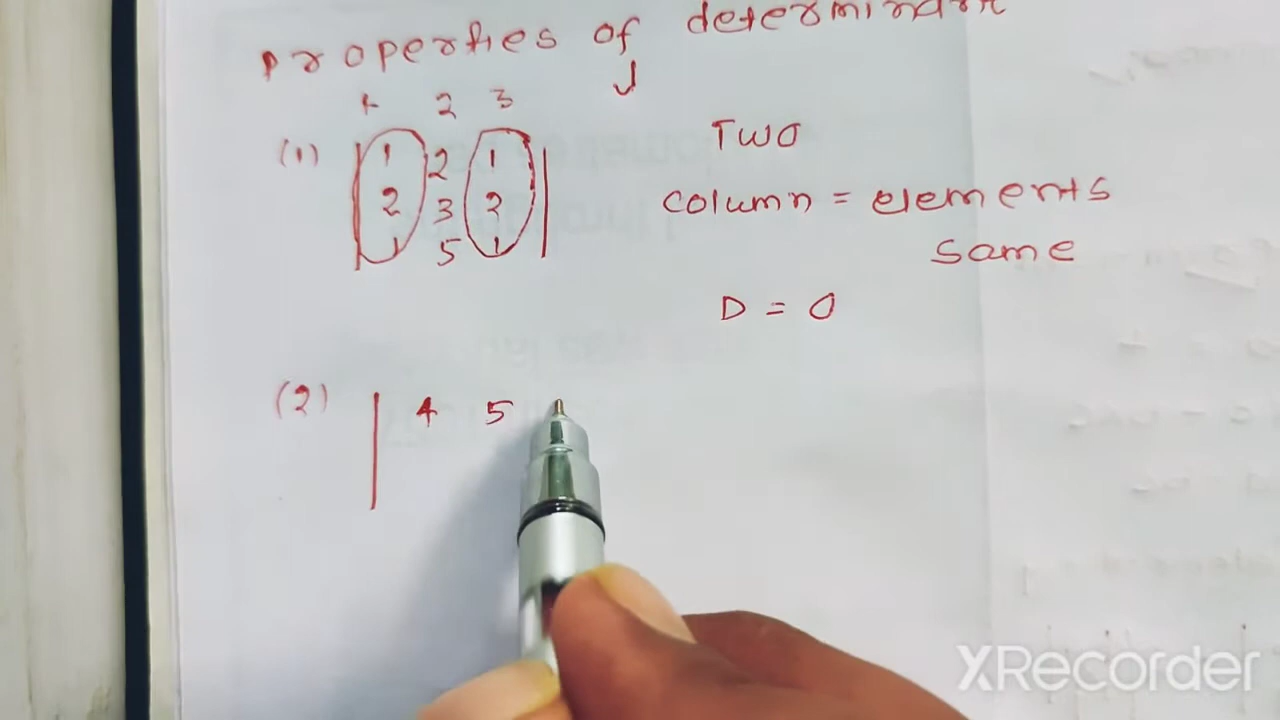 properties of determinant
1 2 3
(1) | 1 2 1 |
2 3 2
1 5 1
Two
column = elements
same
D = 0
(2) | 4 5
XRecorder